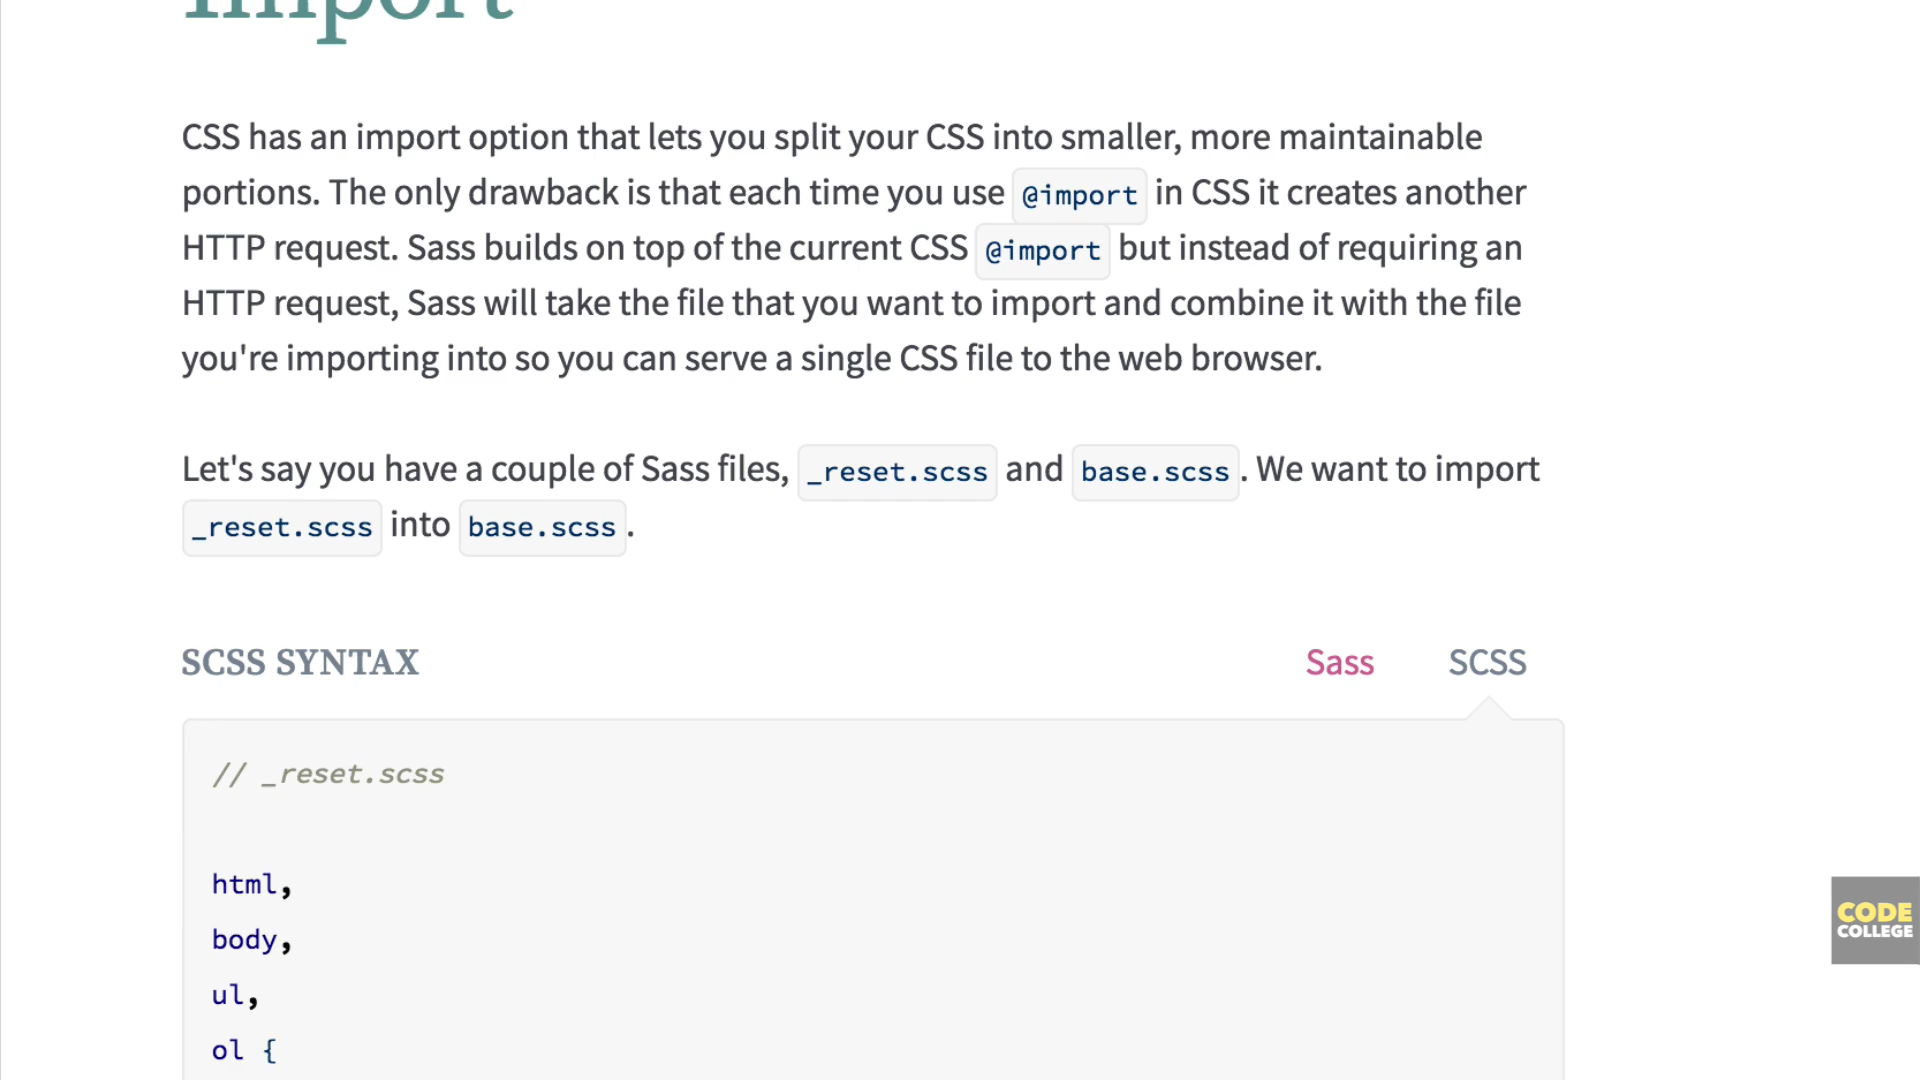 Import
CSS has an import option that lets you split your CSS into smaller, more maintainable
portions. The only drawback is that each time you use @import in CSS it creates another
HTTP request. Sass builds on top of the current CSS @import but instead of requiring an
HTTP request, Sass will take the file that you want to import and combine it with the file
you're importing into so you can serve a single CSS file to the web browser.
Let's say you have a couple of Sass files, _reset.scss and base.scss. We want to import
_reset.scss into base.scss.
SCSS SYNTAX Sass SCSS
// _reset.scss
html,
body,
ul,
ol {
CODE
COLLEGE